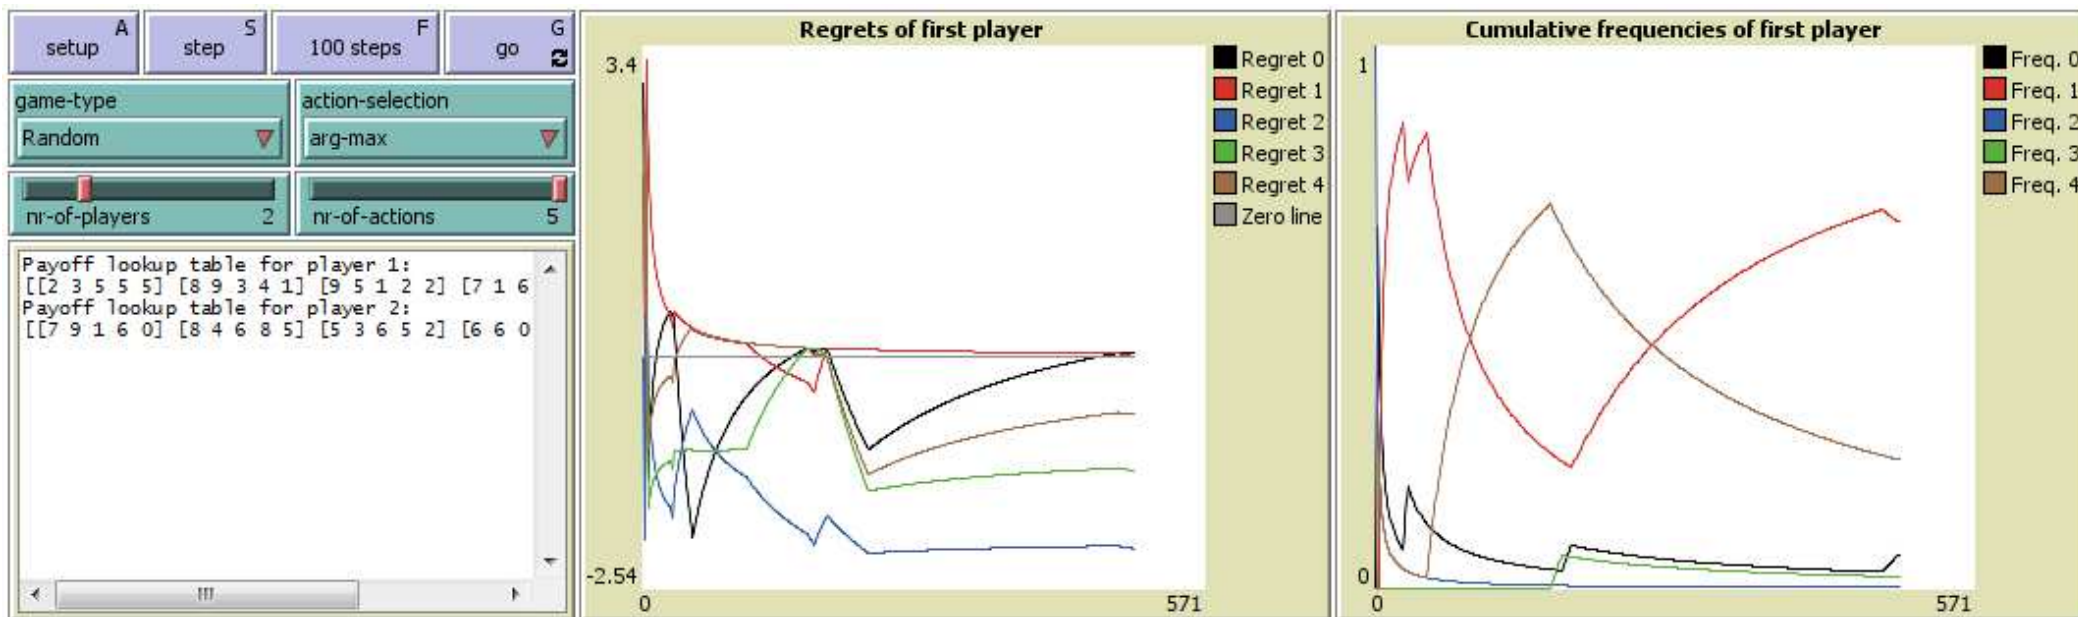 A
setup
S
step
F
100 steps
G
go
game-type
Random
action-selection
arg-max
nr-of-players 2
nr-of-actions 5
Payoff lookup table for player 1:
[[2 3 5 5 5] [8 9 3 4 1] [9 5 1 2 2] [7 1 6
Payoff lookup table for player 2:
[[7 9 1 6 0] [8 4 6 8 5] [5 3 6 5 2] [6 6 0
Regrets of first player
3.4
-2.54
0
571
Regret 0
Regret 1
Regret 2
Regret 3
Regret 4
Zero line
Cumulative frequencies of first player
1
0
0
571
Freq. 0
Freq. 1
Freq. 2
Freq. 3
Freq. 4